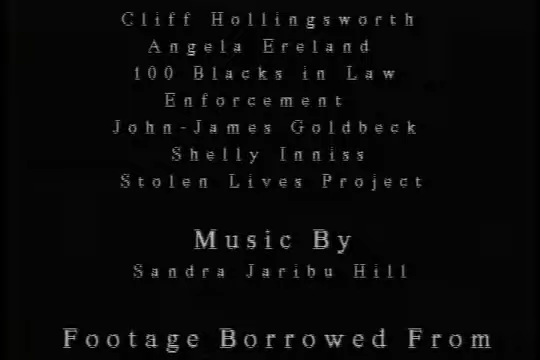 Cliff Hollingsworth
Angela Ereland
100 Blacks in Law
Enforcement
John-James Goldbeck
Shelly Inniss
Stolen Lives Project
Music By
Sandra Jaribu Hill
Footage Borrowed From